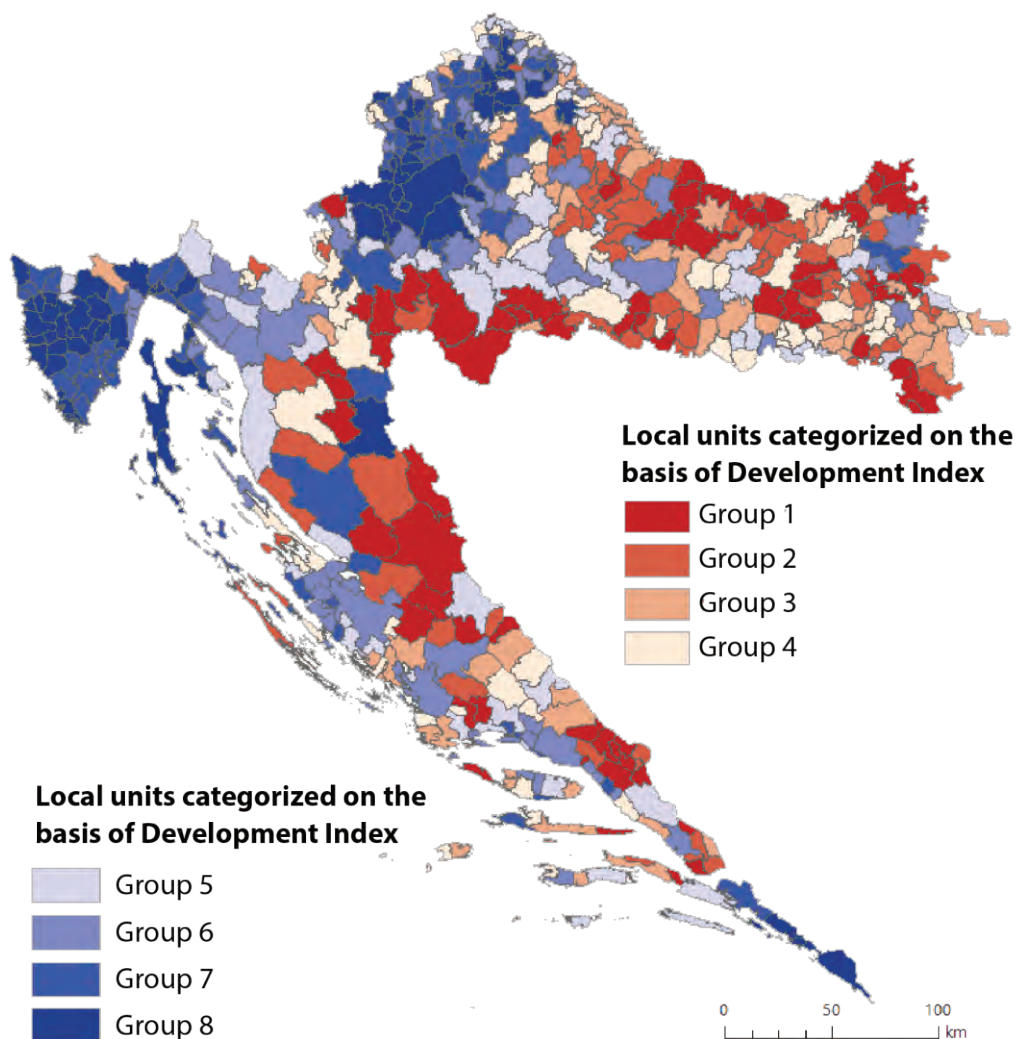 Local units categorized on the
basis of Development Index
Group 1
Group 2
Group 3
Group 4
Local units categorized on the
basis of Development Index
Group 5
Group 6
Group 7
Group 8
0 50 100
km